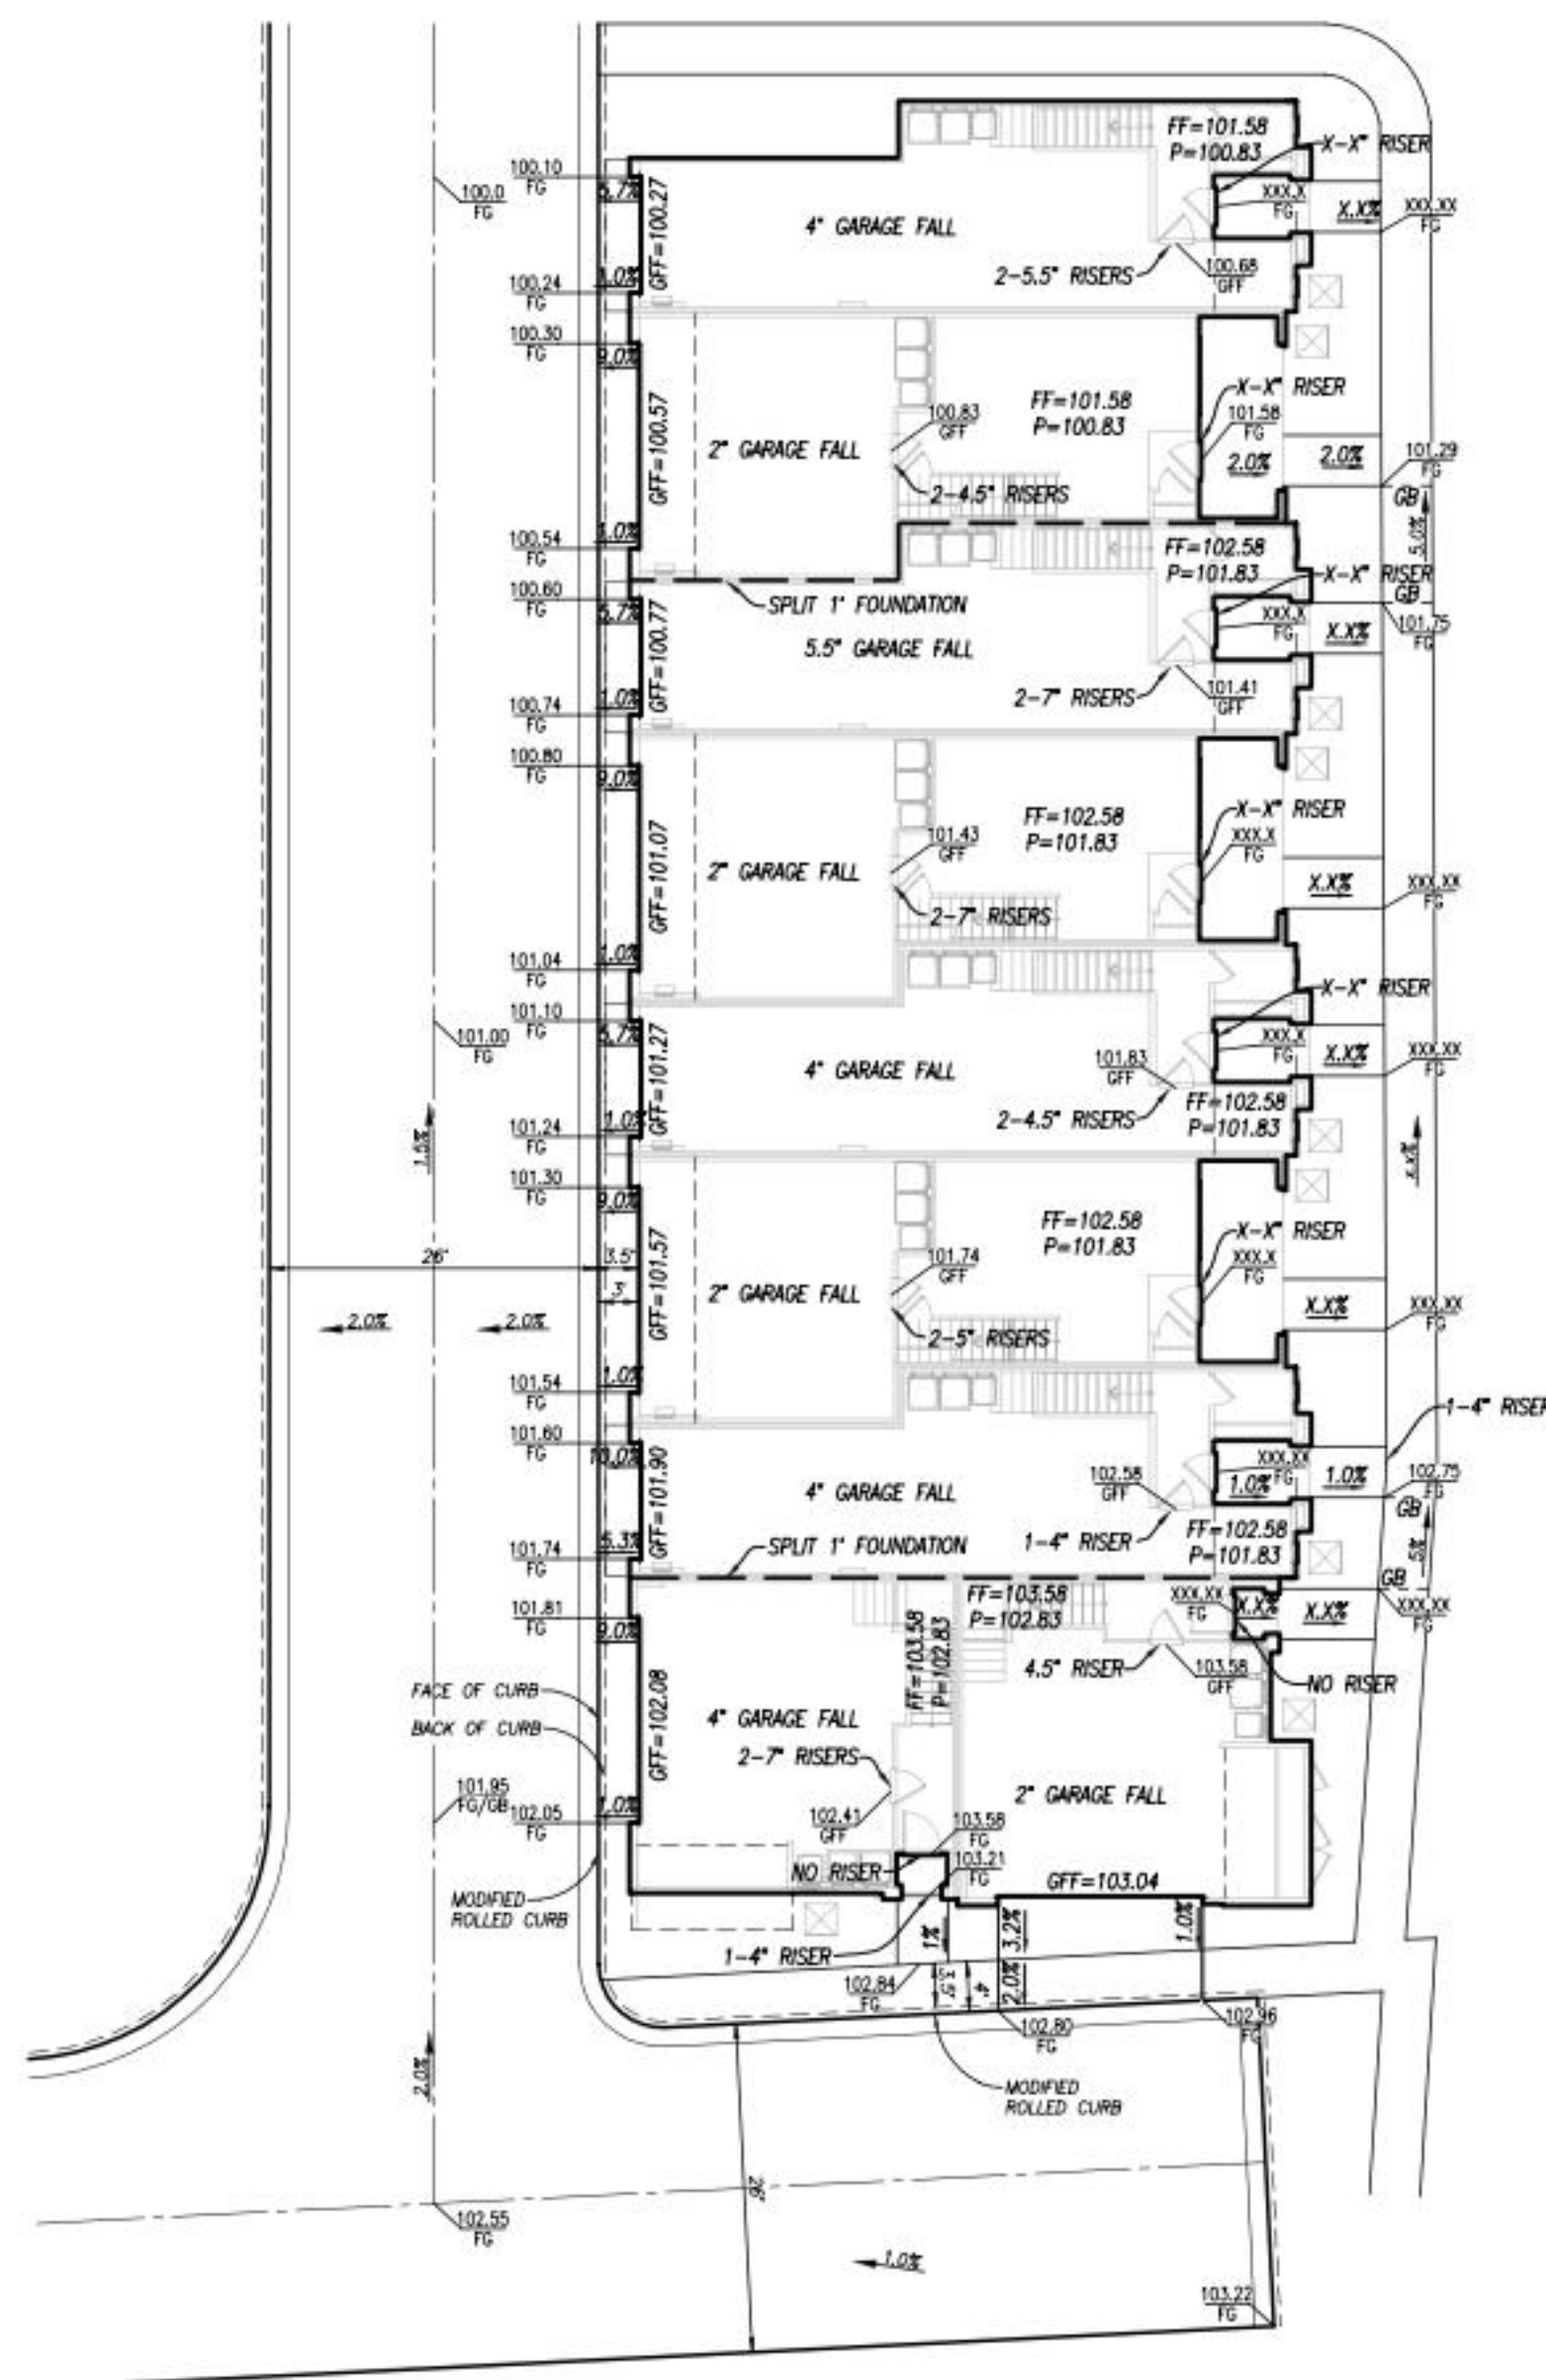 FF=101.58
P=100.83
X-X" RISER
100.10
FG
5.7%
100.0
FG
GFF=100.27
4" GARAGE FALL
XXX.X
FG
X.X%
XXX.XX
FG
2-5.5" RISERS
100.68
GFF
1.0%
100.24
FG
100.30
FG
9.0%
GFF=100.57
2" GARAGE FALL
100.83
GFF
2-4.5" RISERS
FF=101.58
P=100.83
X-X" RISER
101.58
FG
2.0%
2.0%
101.29
FG
GB
5.0%
1.0%
100.54
FG
FF=102.58
P=101.83
X-X" RISER
GB
100.60
FG
5.7%
SPLIT 1' FOUNDATION
GFF=100.77
5.5" GARAGE FALL
XXX.X
FG
X.X%
101.75
FG
2-7" RISERS
101.41
GFF
1.0%
100.74
FG
100.80
FG
9.0%
GFF=101.07
2" GARAGE FALL
101.43
GFF
2-7" RISERS
FF=102.58
P=101.83
X-X" RISER
XXX.X
FG
X.X%
XXX.XX
FG
1.0%
101.04
FG
X-X" RISER
101.10
FG
5.7%
101.00
FG
GFF=101.27
4" GARAGE FALL
101.83
GFF
XXX.X
FG
X.X%
XXX.XX
FG
2-4.5" RISERS
FF=102.58
P=101.83
1.0%
101.24
FG
1.5%
X.X%
101.30
FG
9.0%
26'
3.5'
3'
2.0%
2.0%
GFF=101.57
2" GARAGE FALL
101.74
GFF
2-5" RISERS
FF=102.58
P=101.83
X-X" RISER
XXX.X
FG
X.X%
XXX.XX
FG
1.0%
101.54
FG
1-4" RISER
101.60
FG
10.0%
GFF=101.90
4" GARAGE FALL
102.58
GFF
XXX.XX
FG
1.0%
1.0%
102.75
FG
GB
1-4" RISER
FF=102.58
P=101.83
5.3%
101.74
FG
SPLIT 1' FOUNDATION
5%
GB
101.81
FG
9.0%
FF=103.58
P=102.83
FF=103.58
P=102.83
XXX.XX
FG
X.X%
X.X%
XXX.XX
FG
4.5" RISER
103.58
GFF
NO RISER
FACE OF CURB
BACK OF CURB
GFF=102.08
4" GARAGE FALL
2-7" RISERS
102.41
GFF
2" GARAGE FALL
101.95
FG/GB
102.05
FG
1.0%
103.58
FG
NO RISER
103.21
FG
GFF=103.04
MODIFIED
ROLLED CURB
1-4" RISER
1%
3.2%
1.0%
102.84
FG
3.5'
4'
2.0%
102.80
FG
102.96
FG
2.0%
MODIFIED
ROLLED CURB
26'
102.55
FG
1.0%
103.22
FG